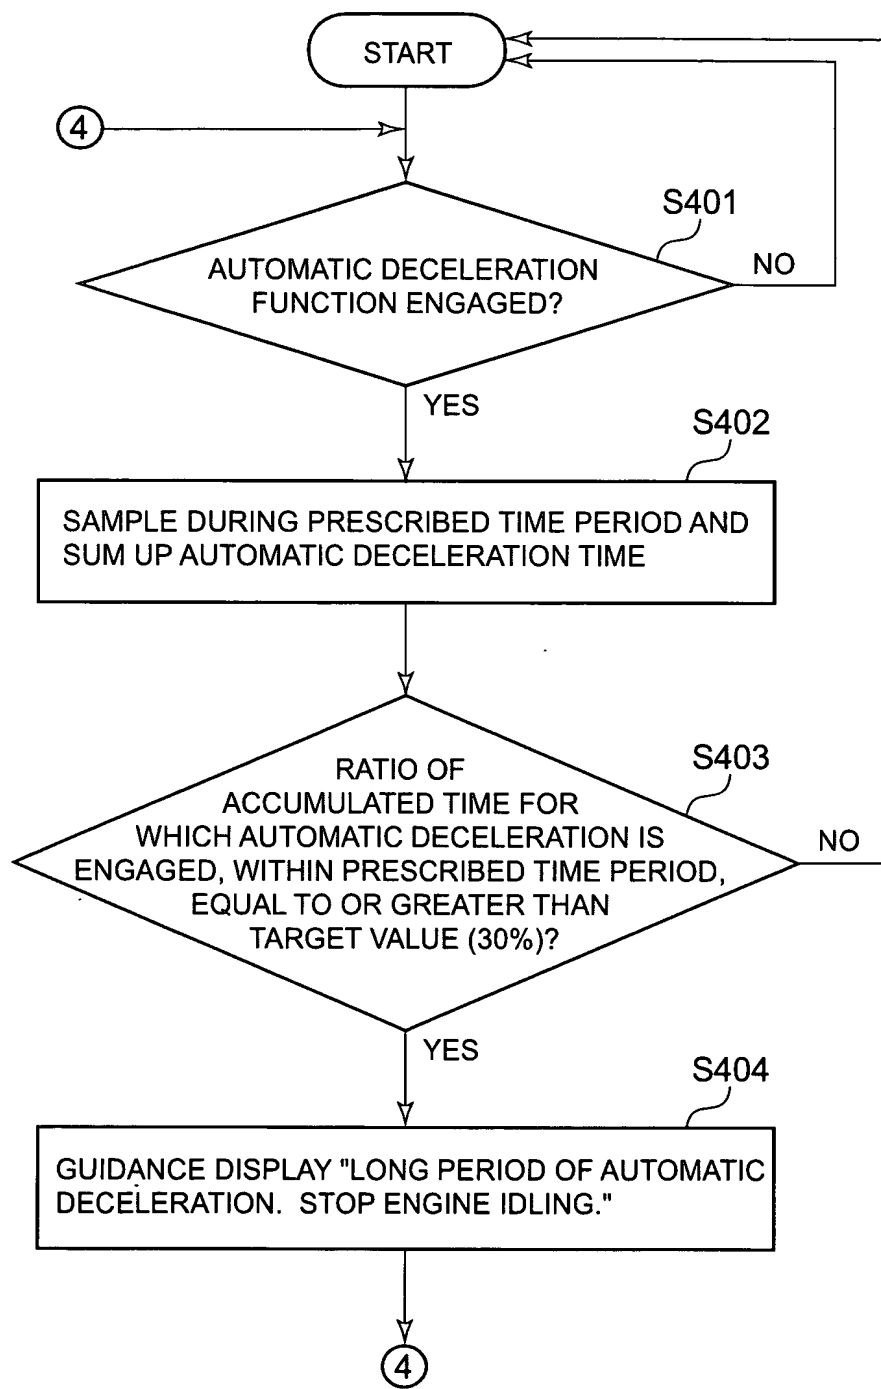 START
4
S401
AUTOMATIC DECELERATION
FUNCTION ENGAGED?
NO
YES
S402
SAMPLE DURING PRESCRIBED TIME PERIOD AND
SUM UP AUTOMATIC DECELERATION TIME
S403
RATIO OF
ACCUMULATED TIME FOR
WHICH AUTOMATIC DECELERATION IS
ENGAGED, WITHIN PRESCRIBED TIME PERIOD,
EQUAL TO OR GREATER THAN
TARGET VALUE (30%)?
NO
YES
S404
GUIDANCE DISPLAY "LONG PERIOD OF AUTOMATIC
DECELERATION. STOP ENGINE IDLING."
4